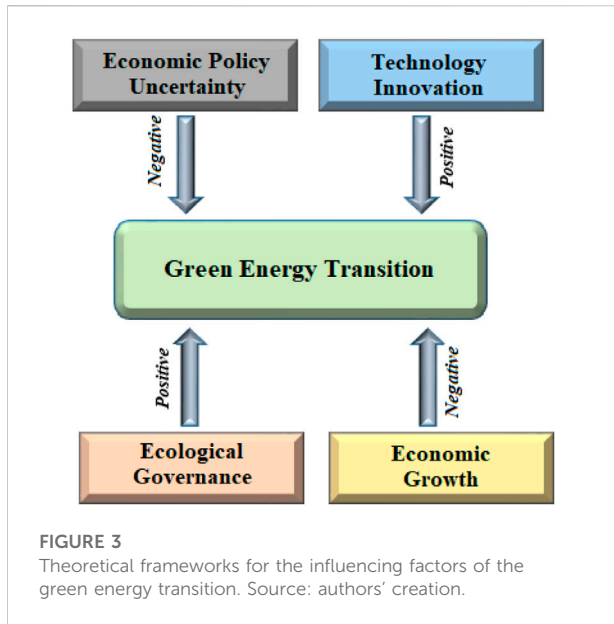 Economic Policy
Uncertainty
Technology
Innovation
Negative
Positive
Green Energy Transition
Positive
Negative
Ecological
Governance
Economic
Growth
FIGURE 3
Theoretical frameworks for the influencing factors of the
green energy transition. Source: authors’ creation.